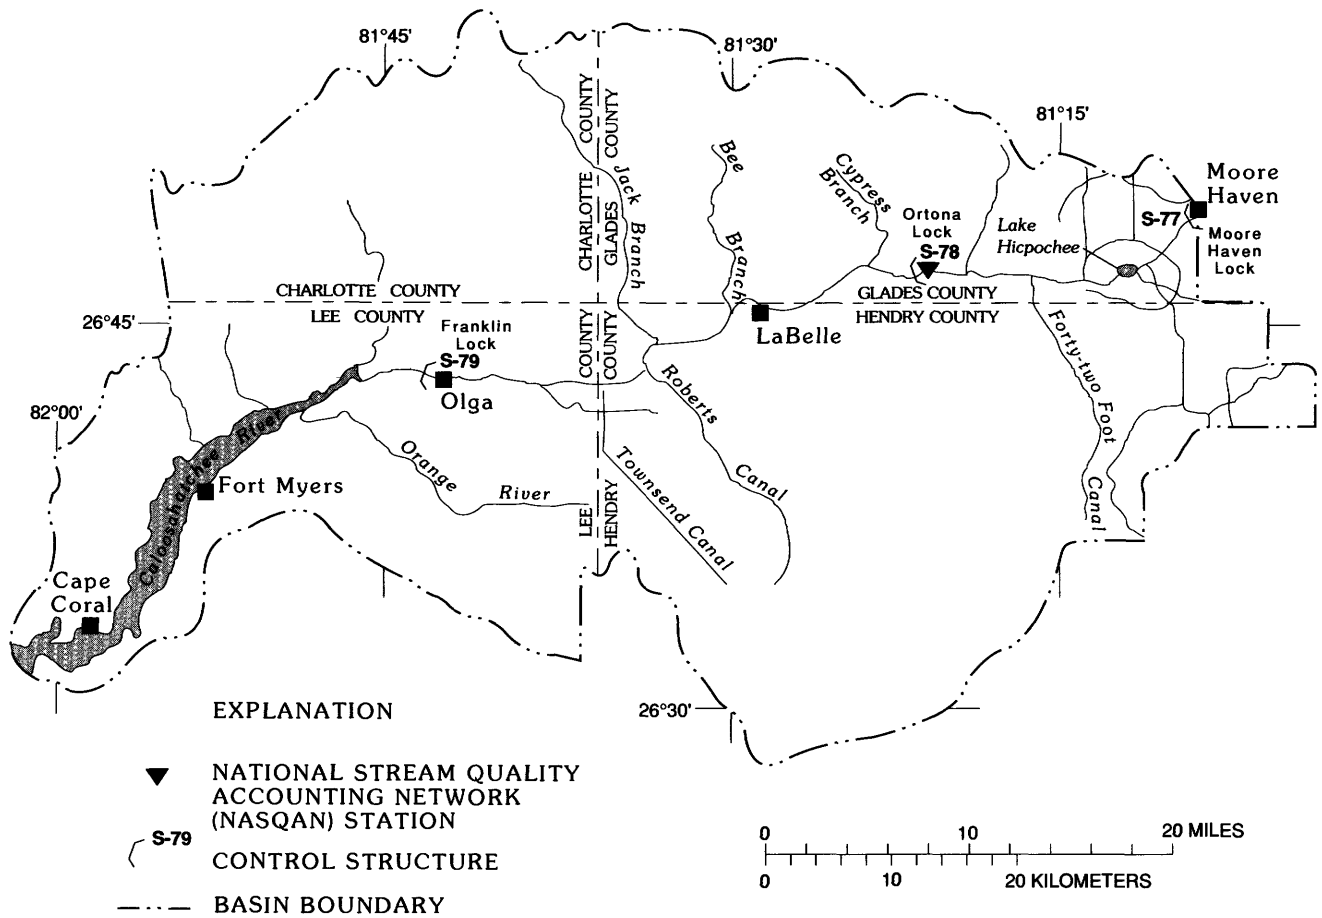 81°45'
81°30'
81°15'
COUNTY
COUNTY
CHARLOTTE
GLADES
Jack Branch
Bee Branch
Cypress
Branch
Ortona
Lock
S-78
Lake
Hicpochee
Moore
Haven
S-77
Moore
Haven
Lock
CHARLOTTE COUNTY
LEE COUNTY
GLADES COUNTY
HENDRY COUNTY
26°45'
Franklin
Lock
S-79
Olga
COUNTY
COUNTY
LEE
HENDRY
LaBelle
Roberts Canal
Forty-two Foot Canal
82°00'
Caloosahatchee River
Orange River
Townsend Canal
Fort Myers
Cape
Coral
26°30'
EXPLANATION
NATIONAL STREAM QUALITY
ACCOUNTING NETWORK
(NASQAN) STATION
S-79
CONTROL STRUCTURE
BASIN BOUNDARY
0 10 20 MILES
0 10 20 KILOMETERS